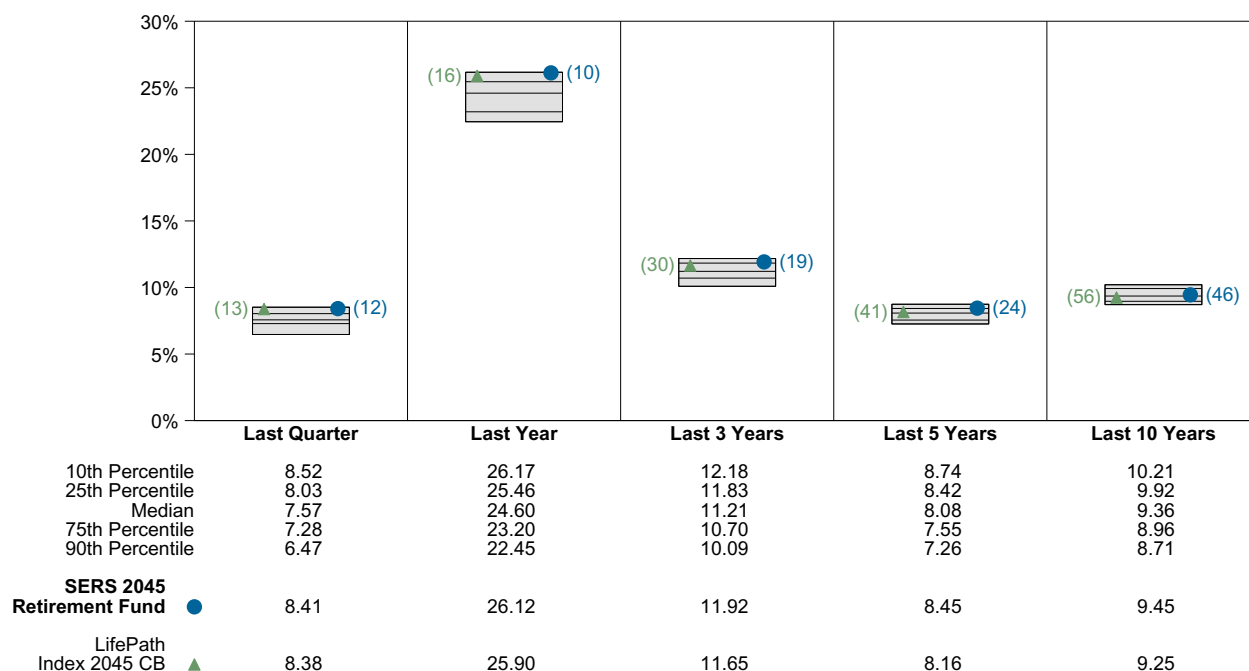 30%
25%
20%
15%
10%
5%
0%
(13) (12)
(16) (10)
(30) (19)
(41) (24)
(56) (46)
Last Quarter Last Year Last 3 Years Last 5 Years Last 10 Years
10th Percentile 8.52 26.17 12.18 8.74 10.21
25th Percentile 8.03 25.46 11.83 8.42 9.92
Median 7.57 24.60 11.21 8.08 9.36
75th Percentile 7.28 23.20 10.70 7.55 8.96
90th Percentile 6.47 22.45 10.09 7.26 8.71
SERS 2045
Retirement Fund 8.41 26.12 11.92 8.45 9.45
LifePath
Index 2045 CB 8.38 25.90 11.65 8.16 9.25